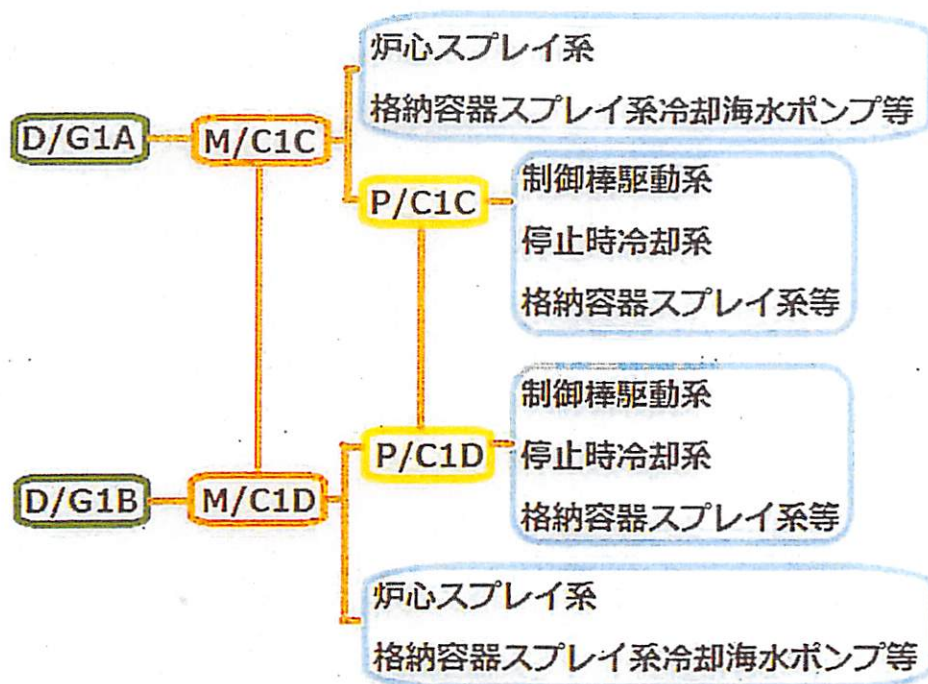 炉心スプレイ系
格納容器スプレイ系冷却海水ポンプ等
D/G1A
M/C1C
P/C1C
制御棒駆動系
停止時冷却系
格納容器スプレイ系等
制御棒駆動系
停止時冷却系
格納容器スプレイ系等
P/C1D
D/G1B
M/C1D
炉心スプレイ系
格納容器スプレイ系冷却海水ポンプ等